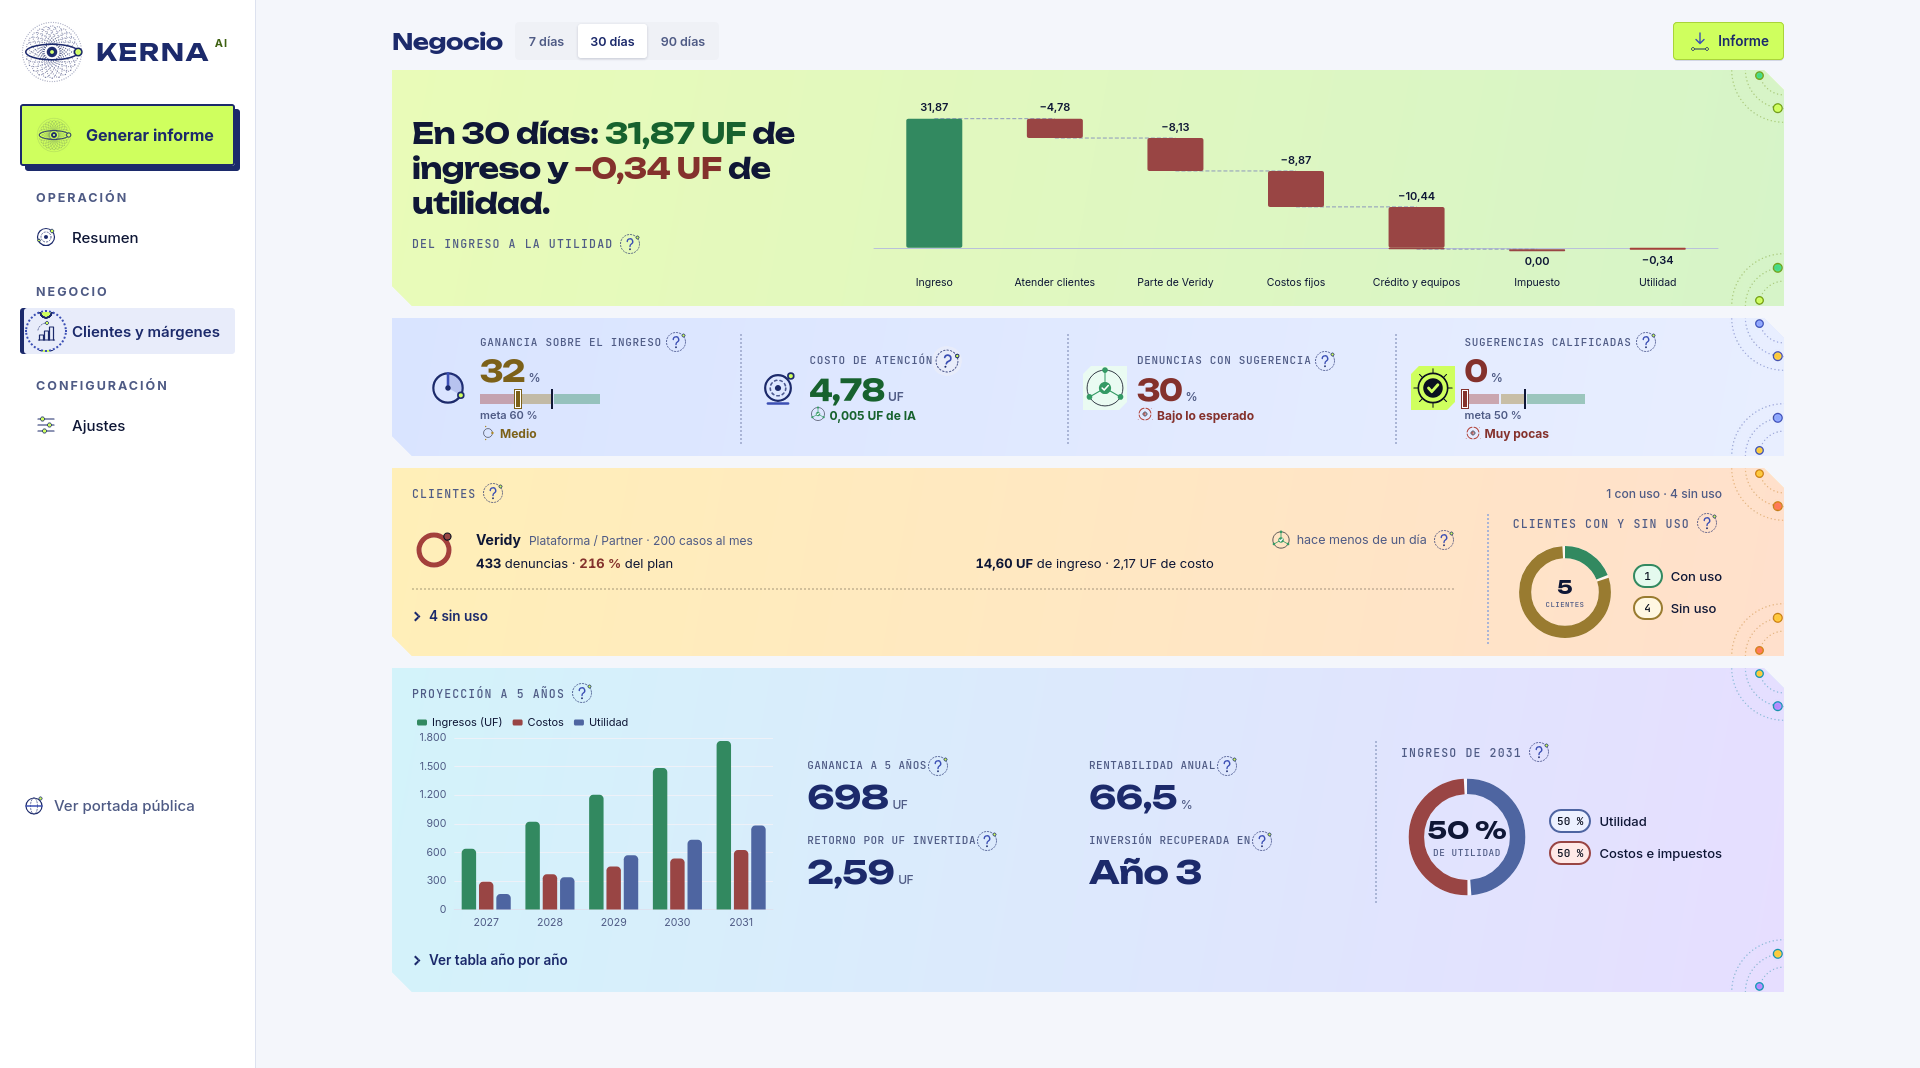 KERNA AI
Generar informe
OPERACIÓN
Resumen
NEGOCIO
Clientes y márgenes
CONFIGURACIÓN
Ajustes
Ver portada pública
Negocio
7 días
30 días
90 días
Informe
En 30 días: 31,87 UF de
ingreso y −0,34 UF de
utilidad.
DEL INGRESO A LA UTILIDAD ?
31,87
−4,78
−8,13
−8,87
−10,44
0,00
−0,34
Ingreso
Atender clientes
Parte de Veridy
Costos fijos
Crédito y equipos
Impuesto
Utilidad
GANANCIA SOBRE EL INGRESO ?
32 %
meta 60 %
Medio
COSTO DE ATENCIÓN ?
4,78 UF
0,005 UF de IA
DENUNCIAS CON SUGERENCIA ?
30 %
Bajo lo esperado
SUGERENCIAS CALIFICADAS ?
0 %
meta 50 %
Muy pocas
CLIENTES ?
1 con uso · 4 sin uso
Veridy Plataforma / Partner · 200 casos al mes
hace menos de un día ?
433 denuncias · 216 % del plan
14,60 UF de ingreso · 2,17 UF de costo
4 sin uso
CLIENTES CON Y SIN USO ?
5
CLIENTES
1 Con uso
4 Sin uso
PROYECCIÓN A 5 AÑOS ?
Ingresos (UF) Costos Utilidad
1.800
1.500
1.200
900
600
300
0
2027 2028 2029 2030 2031
GANANCIA A 5 AÑOS ?
698 UF
RENTABILIDAD ANUAL ?
66,5 %
RETORNO POR UF INVERTIDA ?
2,59 UF
INVERSIÓN RECUPERADA EN ?
Año 3
INGRESO DE 2031 ?
50 %
DE UTILIDAD
50 % Utilidad
50 % Costos e impuestos
Ver tabla año por año